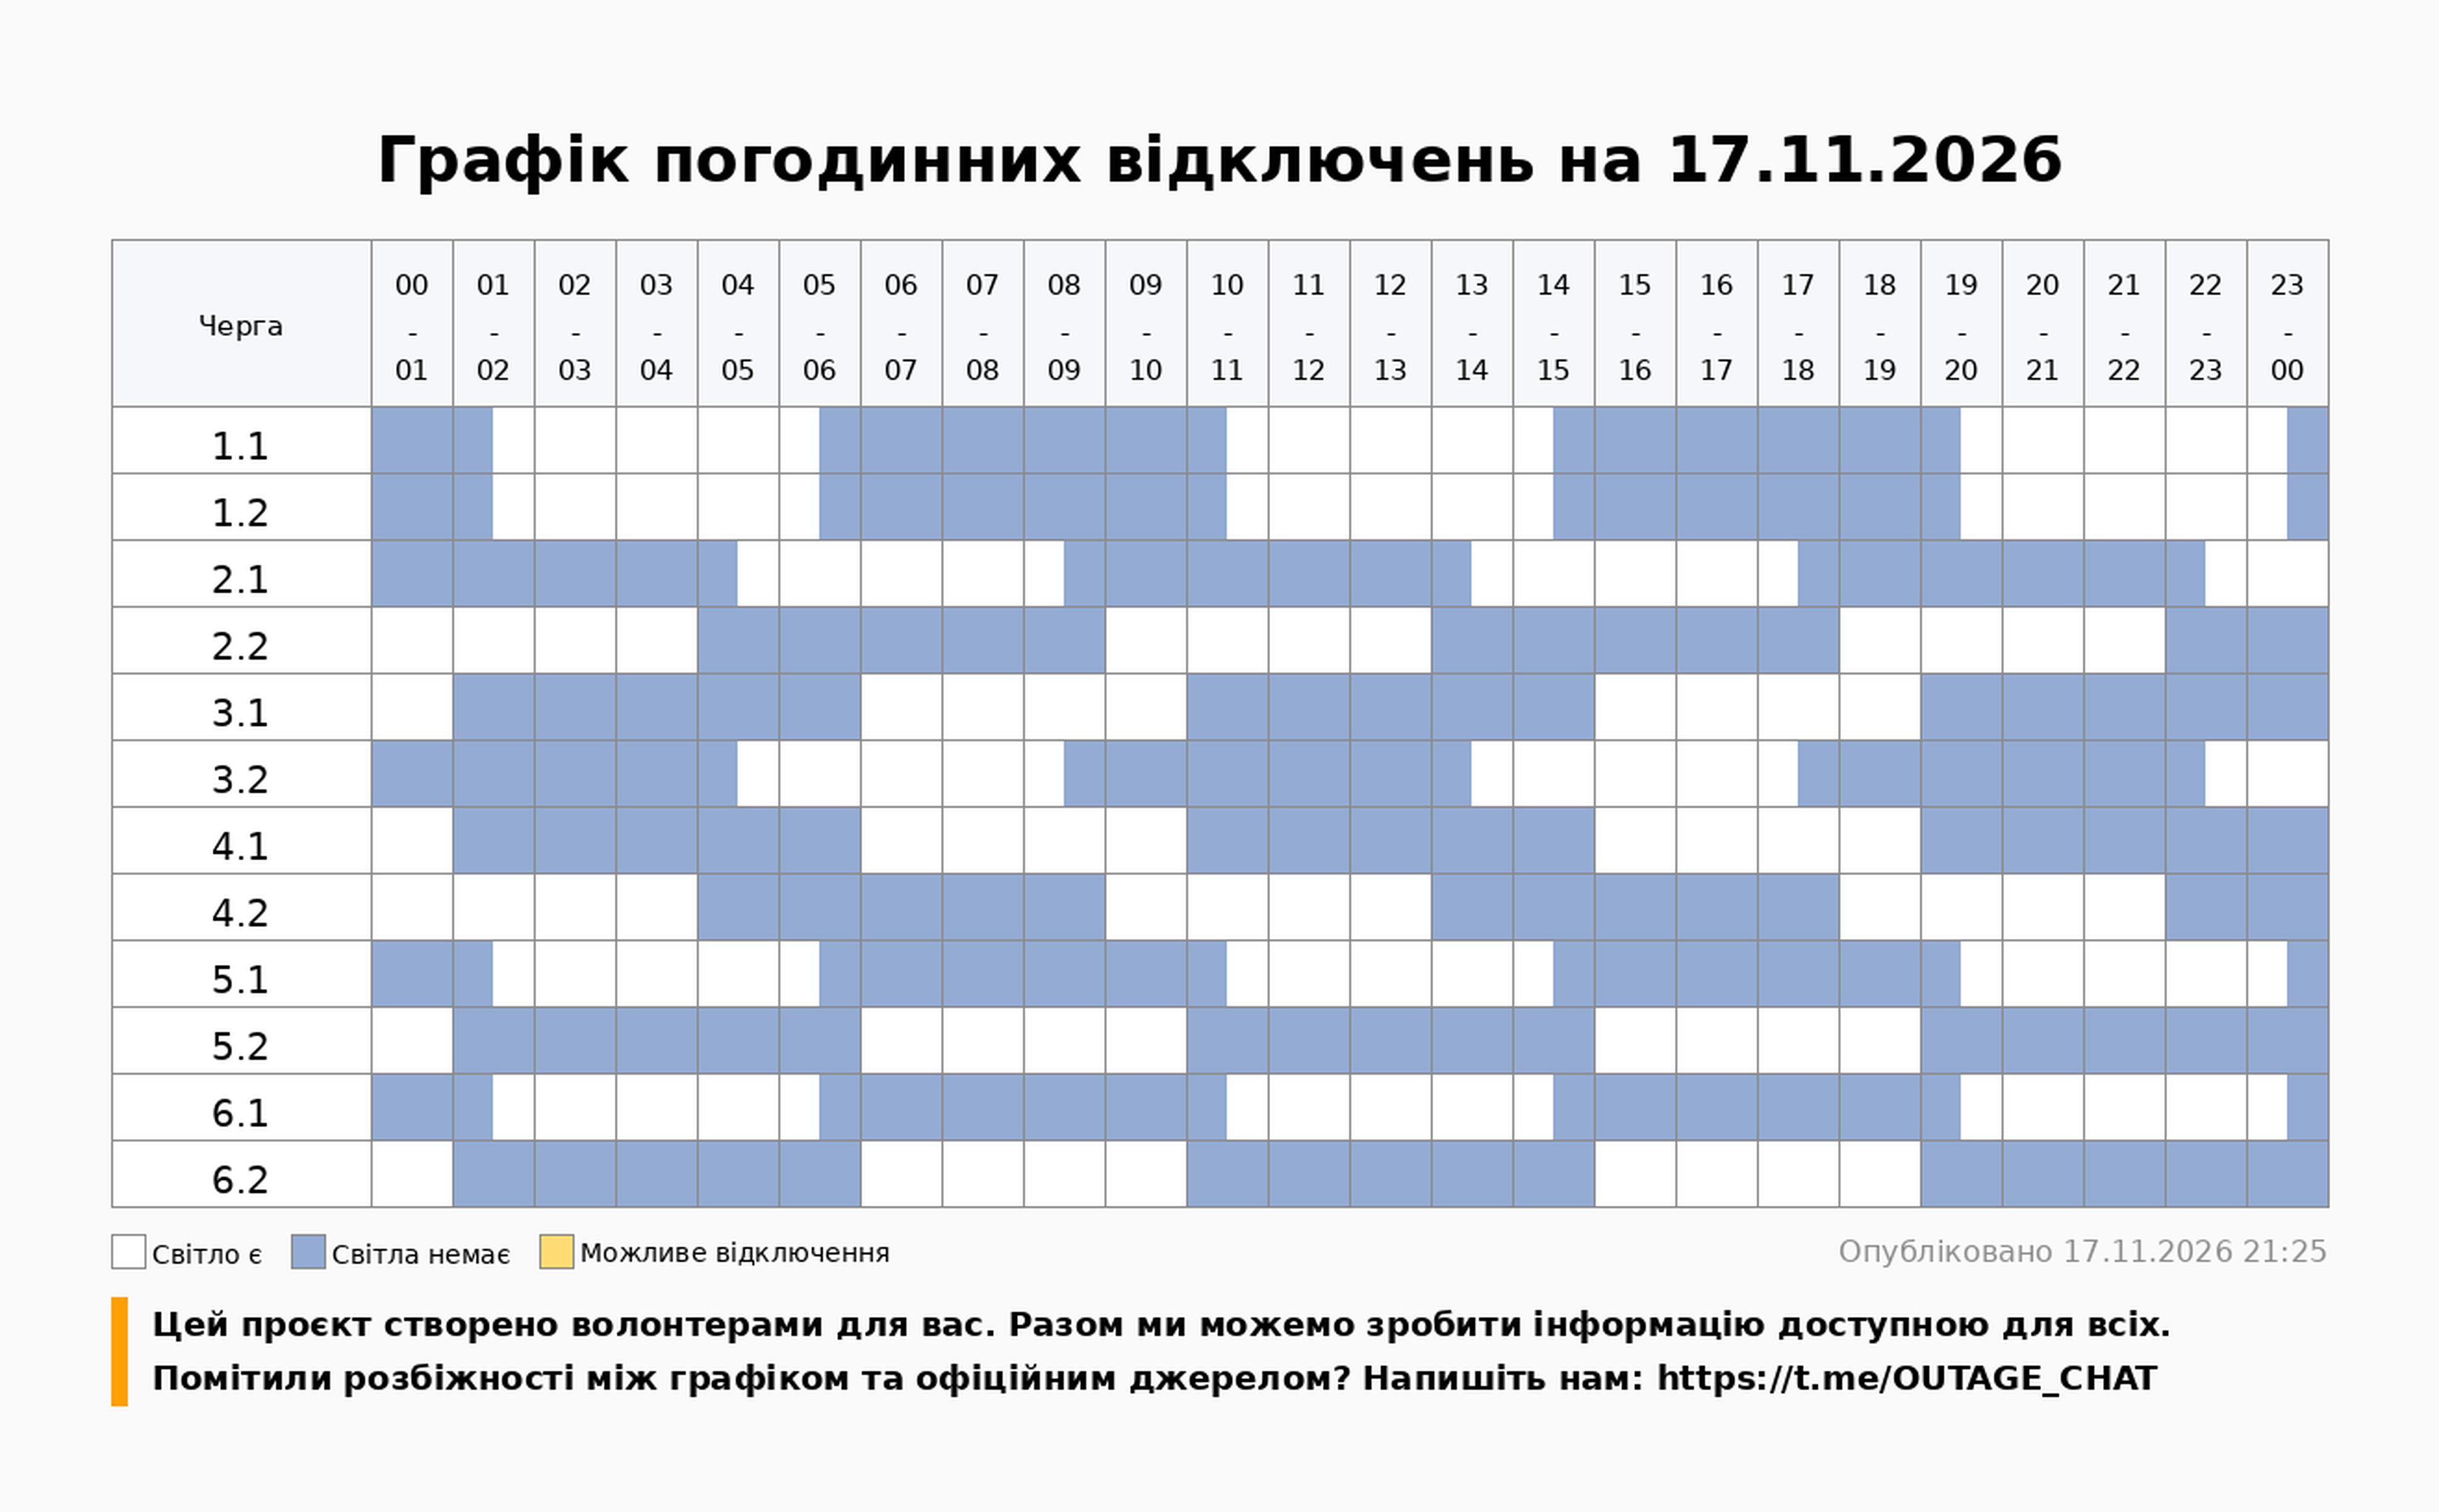 Графік погодинних відключень на 17.11.2026
Черга 00 - 01 01 - 02 02 - 03 03 - 04 04 - 05 05 - 06 06 - 07 07 - 08 08 - 09 09 - 10 10 - 11 11 - 12 12 - 13 13 - 14 14 - 15 15 - 16 16 - 17 17 - 18 18 - 19 19 - 20 20 - 21 21 - 22 22 - 23 23 - 00
1.1
1.2
2.1
2.2
3.1
3.2
4.1
4.2
5.1
5.2
6.1
6.2
Світло є Світла немає Можливе відключення Опубліковано 17.11.2026 21:25
Цей проєкт створено волонтерами для вас. Разом ми можемо зробити інформацію доступною для всіх.
Помітили розбіжності між графіком та офіційним джерелом? Напишіть нам: https://t.me/OUTAGE_CHAT